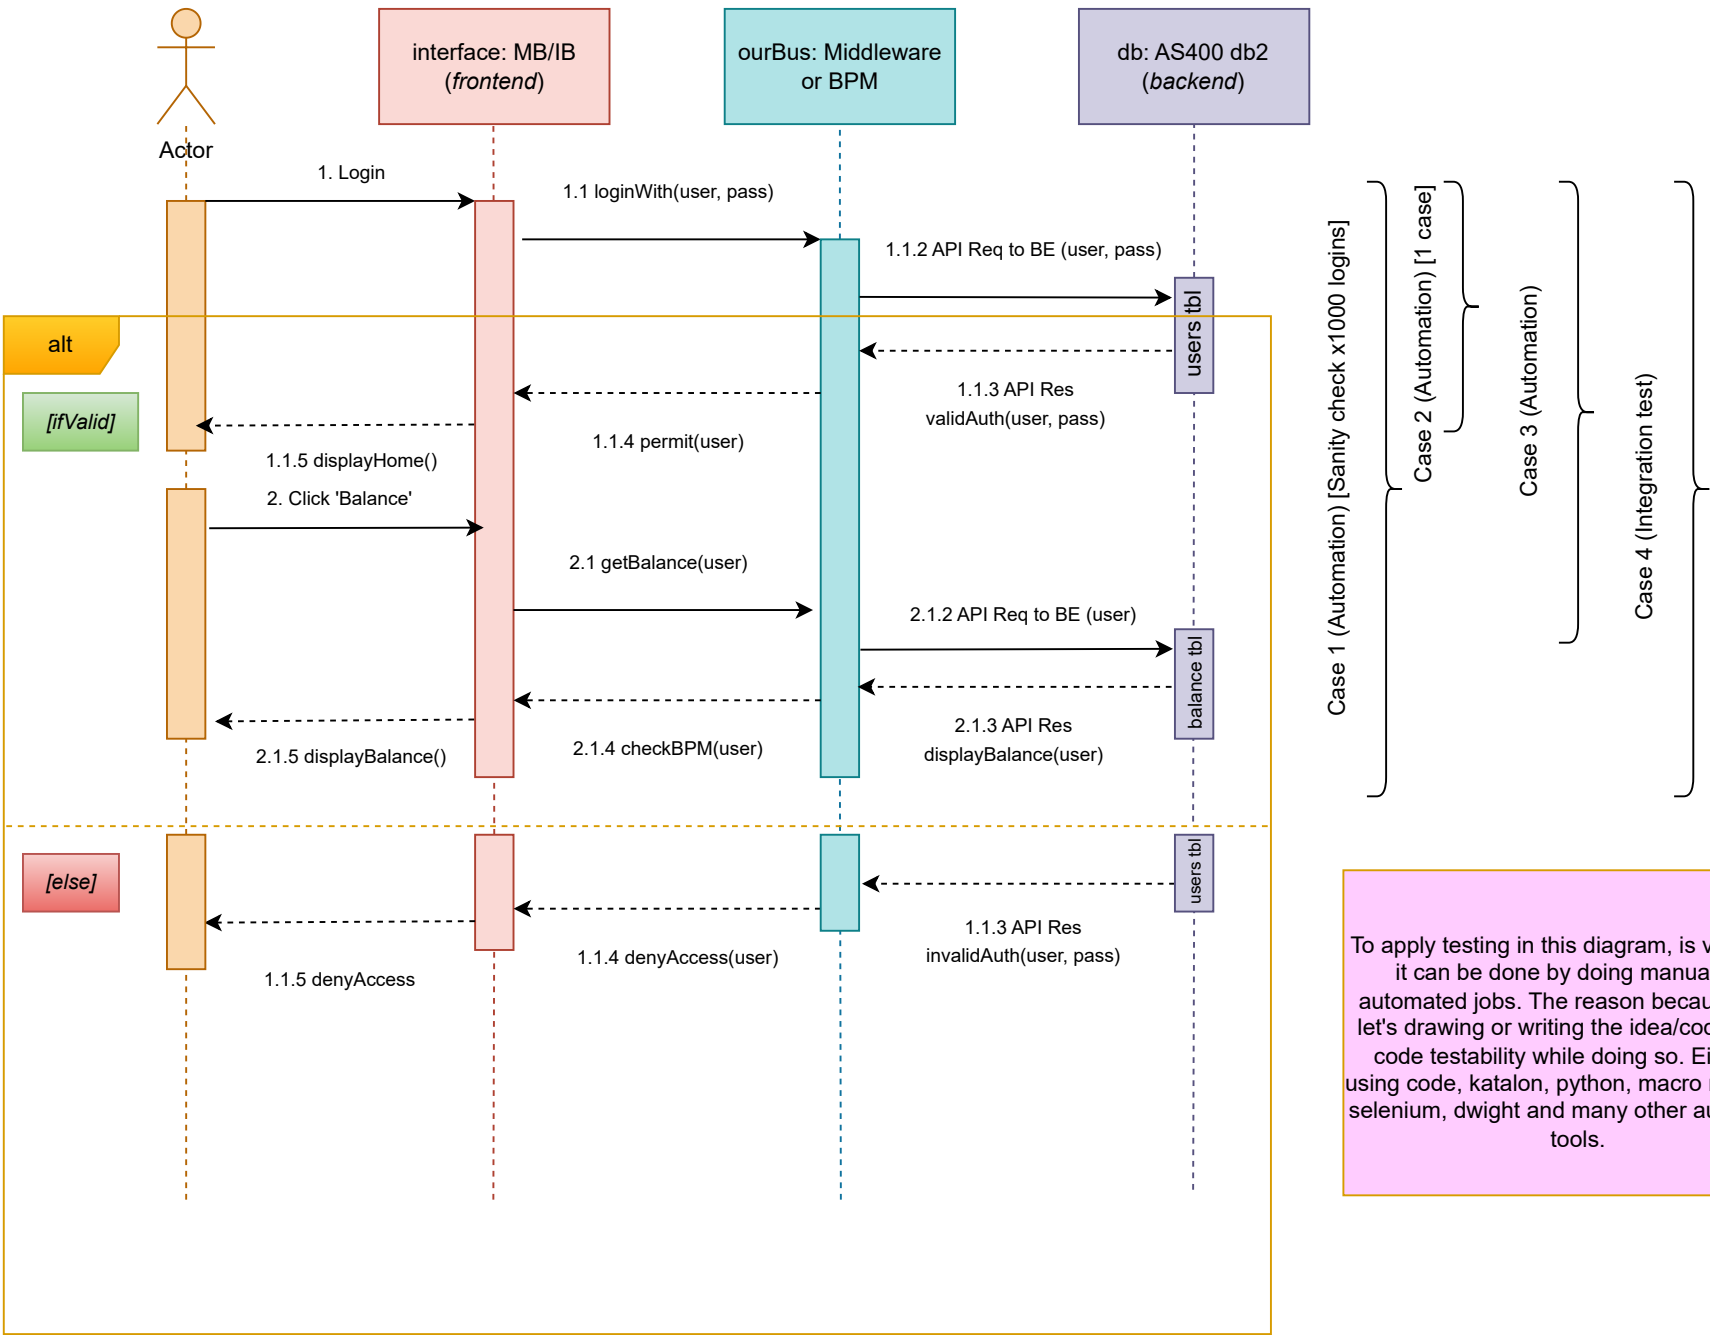 interface: MB/IB
(frontend)
ourBus: Middleware
or BPM
db: AS400 db2
(backend)
Actor
1. Login
1.1 loginWith(user, pass)
1.1.2 API Req to BE (user, pass)
users tbl
alt
[ifValid]
1.1.3 API Res
validAuth(user, pass)
1.1.4 permit(user)
1.1.5 displayHome()
2. Click 'Balance'
2.1 getBalance(user)
2.1.2 API Req to BE (user)
balance tbl
2.1.3 API Res
displayBalance(user)
2.1.4 checkBPM(user)
2.1.5 displayBalance()
[else]
users tbl
1.1.3 API Res
invalidAuth(user, pass)
1.1.4 denyAccess(user)
1.1.5 denyAccess
Case 1 (Automation) [Sanity check x1000 logins]
Case 2 (Automation) [1 case]
Case 3 (Automation)
Case 4 (Integration test)
To apply testing in this diagram, is
it can be done by doing
automated jobs. The reason
let's drawing or writing the
code testability while doing so.
using code, katalon, python, macro
selenium, dwight and many other
tools.